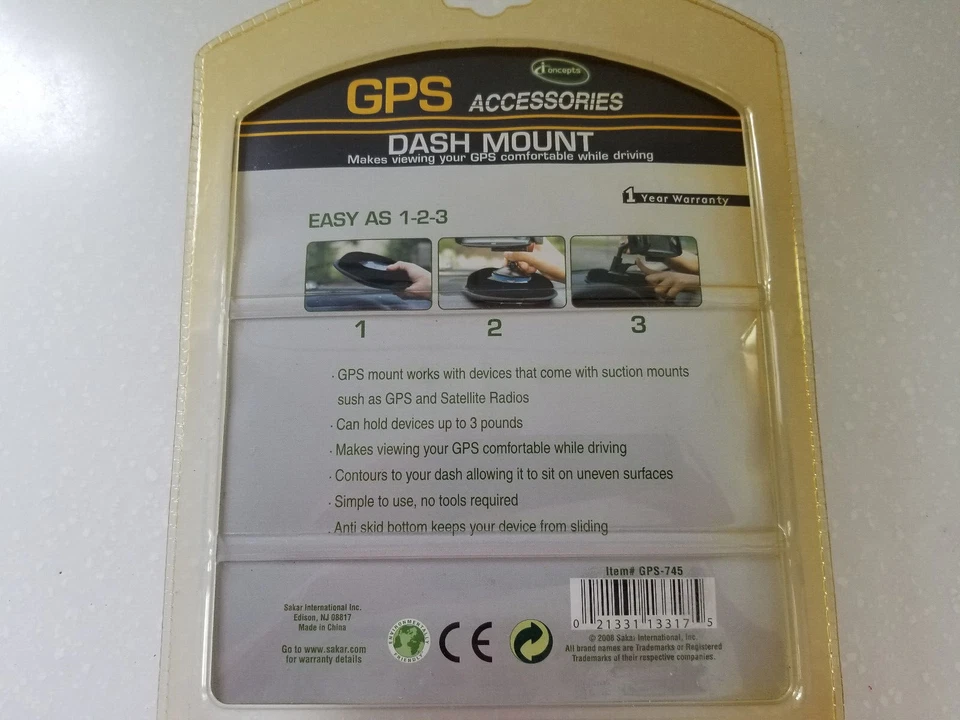 iConcepts
GPS ACCESSORIES
DASH MOUNT
Makes viewing your GPS comfortable while driving
1 Year Warranty
EASY AS 1-2-3
1 2 3
· GPS mount works with devices that come with suction mounts
sush as GPS and Satellite Radios
· Can hold devices up to 3 pounds
· Makes viewing your GPS comfortable while driving
· Contours to your dash allowing it to sit on uneven surfaces
· Simple to use, no tools required
. Anti skid bottom keeps your device from sliding
Item# GPS-745
0 21331 13317 5
Sakar International Inc.
Edison, NJ 08817
Made in China
Go to www.sakar.com
for warranty details
ENVIRONMENTALLY
FRIENDLY
CE
© 2008 Sakar International, Inc.
All brand names are Trademarks or Registered
Trademarks of their respective companies.